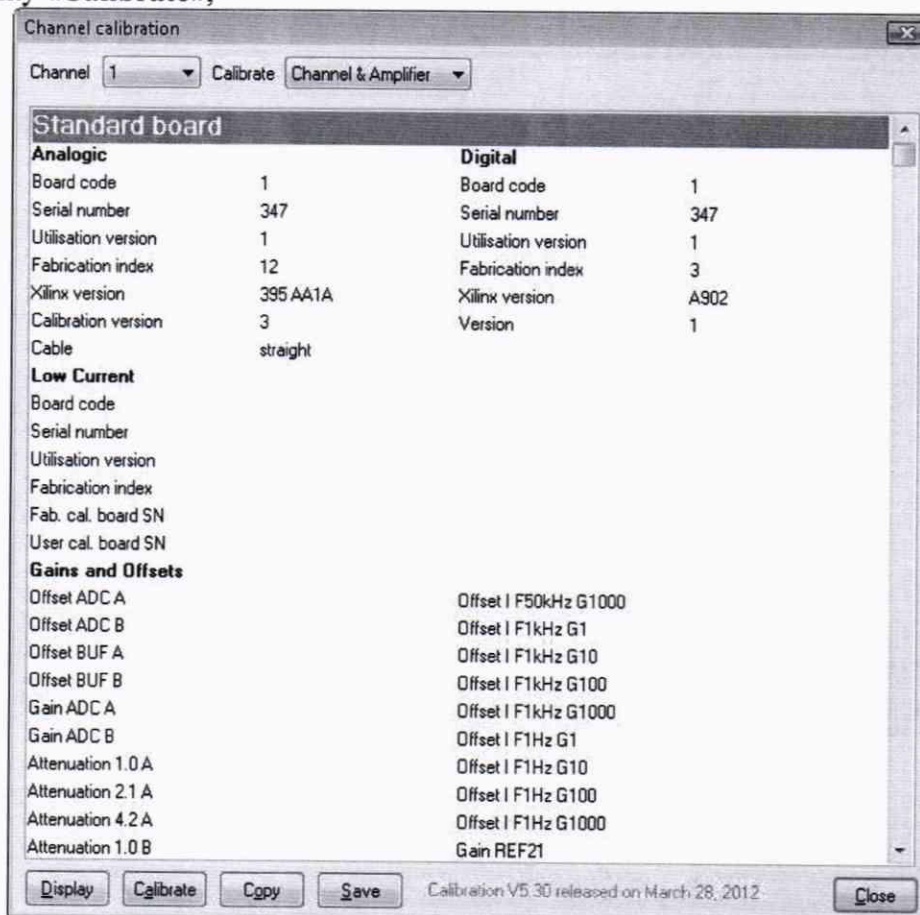 Channel calibration
Channel 1 Calibrate Channel & Amplifier
Standard board
Analogic Digital
Board code 1 Board code 1
Serial number 347 Serial number 347
Utilisation version 1 Utilisation version 1
Fabrication index 12 Fabrication index 3
Xilinx version 395 AA1A Xilinx version A902
Calibration version 3 Version 1
Cable straight
Low Current
Board code
Serial number
Utilisation version
Fabrication index
Fab. cal. board SN
User cal. board SN
Gains and Offsets
Offset ADC A Offset I F50kHz G1000
Offset ADC B Offset I F1kHz G1
Offset BUF A Offset I F1kHz G10
Offset BUF B Offset I F1kHz G100
Gain ADC A Offset I F1kHz G1000
Gain ADC B Offset I F1Hz G1
Attenuation 1.0 A Offset I F1Hz G10
Attenuation 2.1 A Offset I F1Hz G100
Attenuation 4.2 A Offset I F1Hz G1000
Attenuation 1.0 B Gain REF21
Display Calibrate Copy Save Calibration V5.30 released on March 28, 2012 Close